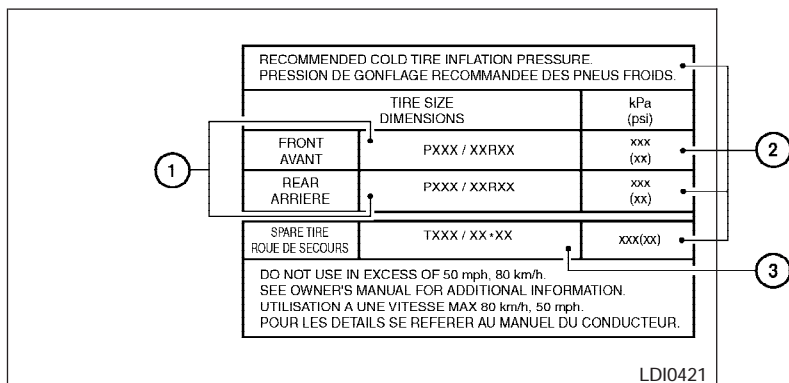 RECOMMENDED COLD TIRE INFLATION PRESSURE.
PRESSION DE GONFLAGE RECOMMANDEE DES PNEUS FROIDS.
TIRE SIZE
DIMENSIONS
kPa
(psi)
FRONT
AVANT
PXXX / XXRXX
xxx
(xx)
REAR
ARRIERE
PXXX / XXRXX
xxx
(xx)
SPARE TIRE
ROUE DE SECOURS
TXXX / XX*XX
xxx(xx)
DO NOT USE IN EXCESS OF 50 mph, 80 km/h.
SEE OWNER'S MANUAL FOR ADDITIONAL INFORMATION.
UTILISATION A UNE VITESSE MAX 80 km/h, 50 mph.
POUR LES DETAILS SE REFERER AU MANUEL DU CONDUCTEUR.
1
2
3
LDI0421